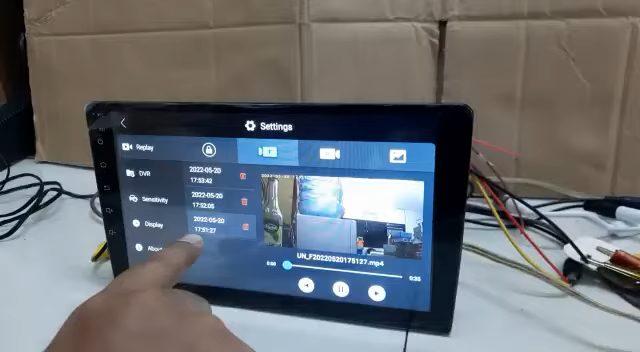 Settings
Replay
DVR
Sensitivity
Display
About
2022-05-20
17:53:42
2022-05-20
17:52:05
2022-05-20
17:51:27
UN_F20220520175127.mp4
0:00
0:35